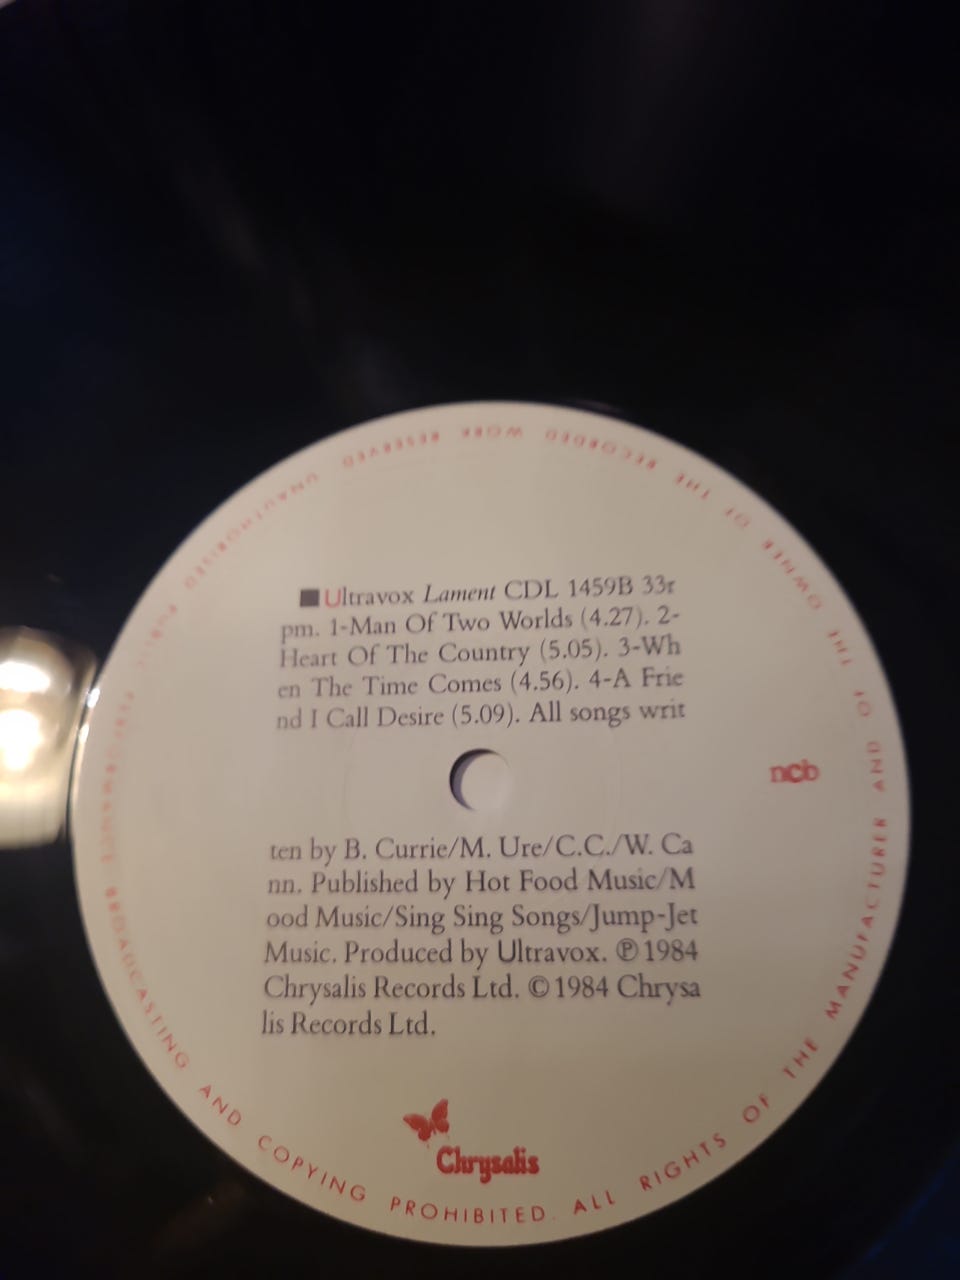 ■Ultravox Lament CDL 1459B 33r
pm. 1-Man Of Two Worlds (4.27). 2-
Heart Of The Country (5.05). 3-Wh
en The Time Comes (4.56). 4-A Frie
nd I Call Desire (5.09). All songs writ
ten by B. Currie/M. Ure/C.C./W. Ca
nn. Published by Hot Food Music/M
ood Music/Sing Sing Songs/Jump-Jet
Music. Produced by Ultravox. ℗ 1984
Chrysalis Records Ltd. © 1984 Chrysa
lis Records Ltd.
ncb
Chrysalis
BROADCASTING AND COPYING PROHIBITED. ALL RIGHTS OF THE MANUFACTURER AND OF THE OWNER OF THE RECORDED WORK RESERVED UNAUTHORISED PUBLIC PERFORMANCE